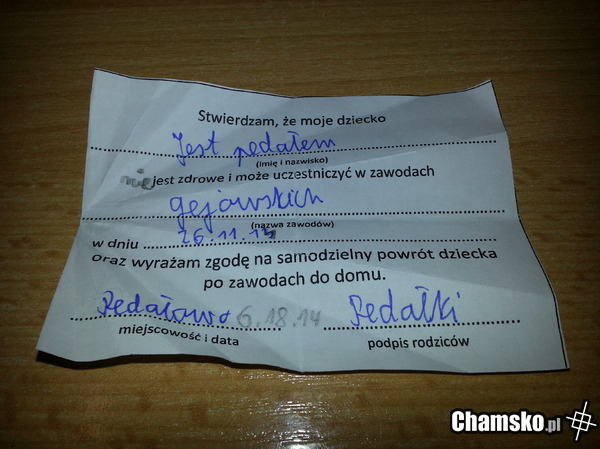 Stwierdzam, że moje dziecko
Jest pedałem
(imię i nazwisko)
nie jest zdrowe i może uczestniczyć w zawodach
gejowskich
(nazwa zawodów)
w dniu 26.11.13
oraz wyrażam zgodę na samodzielny powrót dziecka
po zawodach do domu.
Pedałowo 6.18.14 Pedałki
miejscowość i data podpis rodziców
Chamsko.pl